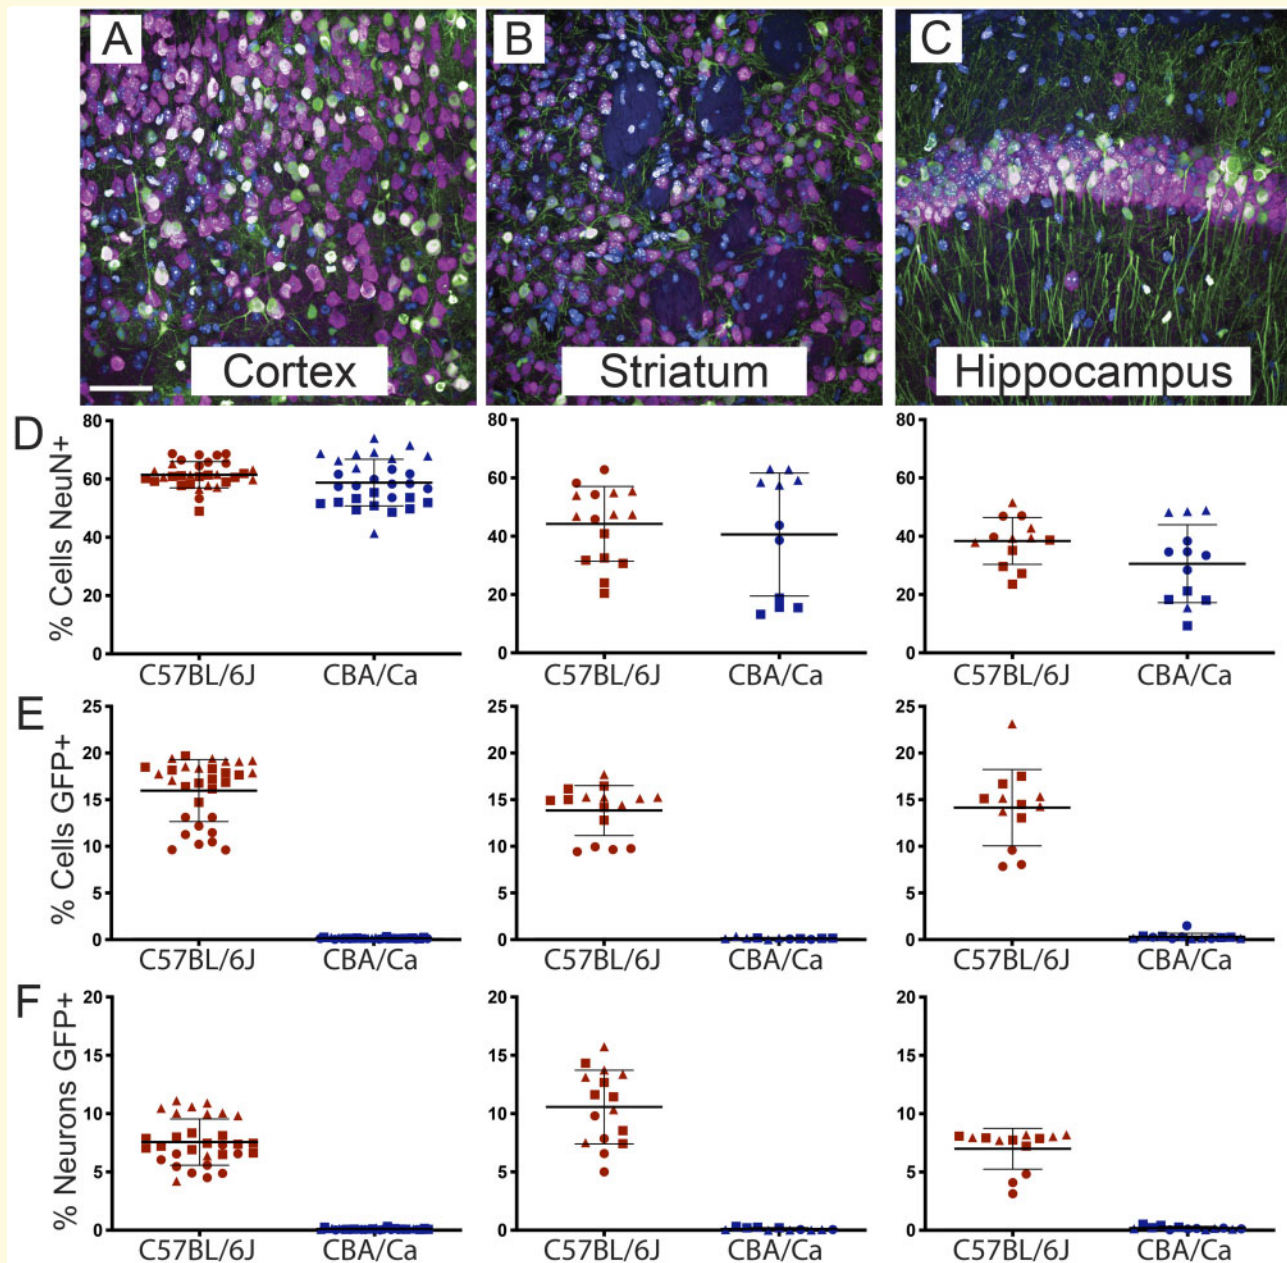 A
B
C
Cortex
Striatum
Hippocampus
D
% Cells NeuN+
80
60
40
20
0
C57BL/6J
CBA/Ca
80
60
40
20
0
C57BL/6J
CBA/Ca
80
60
40
20
0
C57BL/6J
CBA/Ca
E
% Cells GFP+
25
20
15
10
5
0
C57BL/6J
CBA/Ca
25
20
15
10
5
0
C57BL/6J
CBA/Ca
25
20
15
10
5
0
C57BL/6J
CBA/Ca
F
% Neurons GFP+
20
15
10
5
0
C57BL/6J
CBA/Ca
20
15
10
5
0
C57BL/6J
CBA/Ca
20
15
10
5
0
C57BL/6J
CBA/Ca